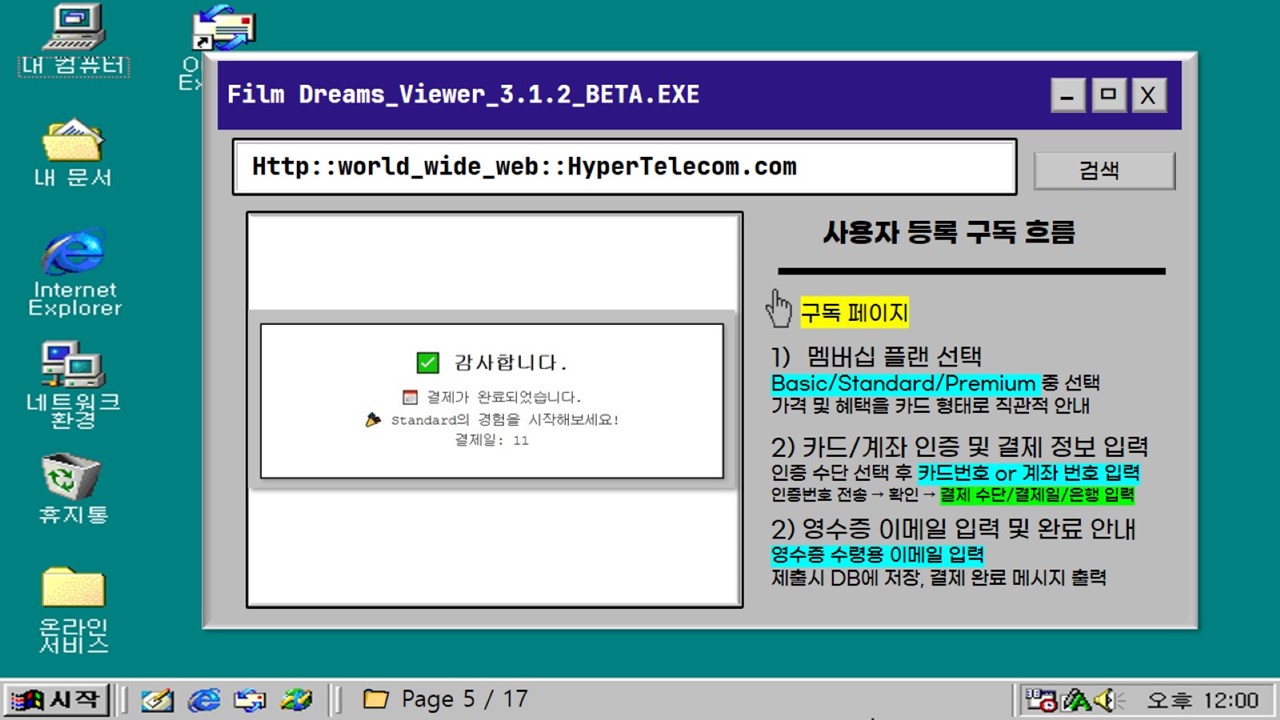 내 컴퓨터
O
Ex
내 문서
Internet
Explorer
네트워크
환경
휴지통
온라인
서비스
Film Dreams_Viewer_3.1.2_BETA.EXE
X
Http::world_wide_web::HyperTelecom.com
검색
감사합니다.
결제가 완료되었습니다.
Standard의 경험을 시작해보세요!
결제일: 11
사용자 등록 구독 흐름
구독 페이지
1) 멤버십 플랜 선택
Basic/Standard/Premium 중 선택
가격 및 혜택을 카드 형태로 직관적 안내
2) 카드/계좌 인증 및 결제 정보 입력
인증 수단 선택 후 카드번호 or 계좌 번호 입력
인증번호 전송 → 확인 → 결제 수단/결제일/은행 입력
2) 영수증 이메일 입력 및 완료 안내
영수증 수령용 이메일 입력
제출시 DB에 저장, 결제 완료 메시지 출력
시작
Page 5 / 17
오후 12:00